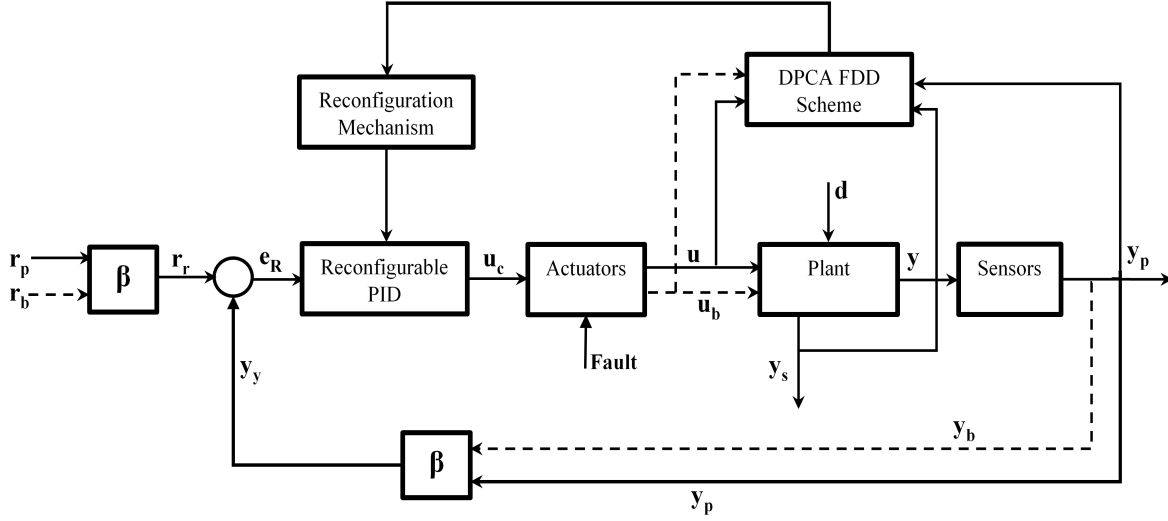 DPCA FDD
Scheme
Reconfiguration
Mechanism
d
r_p
r_b
β
r_r
e_R
Reconfigurable
PID
u_c
Actuators
u
u_b
Plant
y
Sensors
y_p
Fault
y_y
y_s
β
y_b
y_p